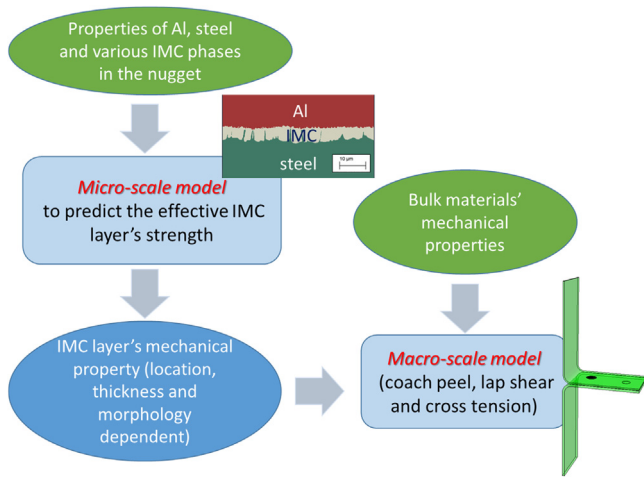 Properties of Al, steel
and various IMC phases
in the nugget
Al
IMC
steel
10 μm
Micro-scale model
to predict the effective IMC
layer's strength
Bulk materials'
mechanical
properties
IMC layer's mechanical
property (location,
thickness and
morphology
dependent)
Macro-scale model
(coach peel, lap shear
and cross tension)